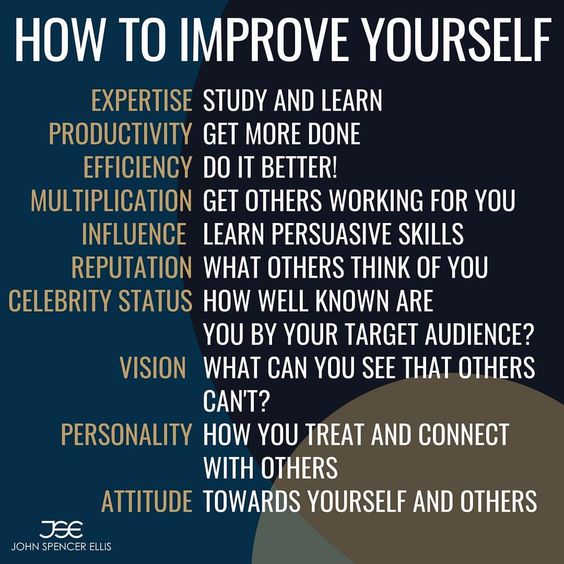 HOW TO IMPROVE YOURSELF
EXPERTISE STUDY AND LEARN
PRODUCTIVITY GET MORE DONE
EFFICIENCY DO IT BETTER!
MULTIPLICATION GET OTHERS WORKING FOR YOU
INFLUENCE LEARN PERSUASIVE SKILLS
REPUTATION WHAT OTHERS THINK OF YOU
CELEBRITY STATUS HOW WELL KNOWN ARE
YOU BY YOUR TARGET AUDIENCE?
VISION WHAT CAN YOU SEE THAT OTHERS
CAN'T?
PERSONALITY HOW YOU TREAT AND CONNECT
WITH OTHERS
ATTITUDE TOWARDS YOURSELF AND OTHERS
JSE
JOHN SPENCER ELLIS